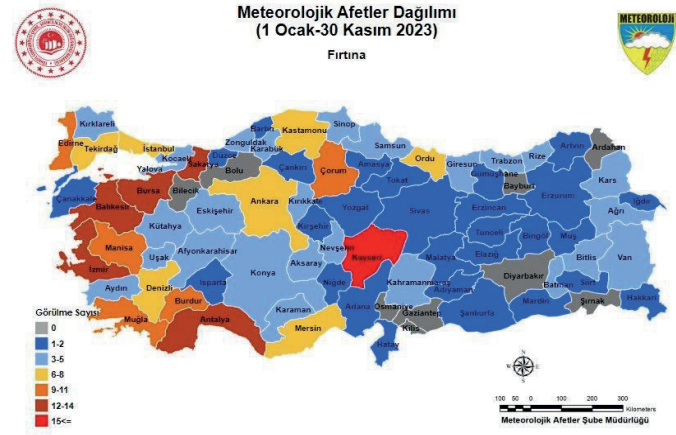 Meteorolojik Afetler Dağılımı
(1 Ocak-30 Kasım 2023)
Fırtına
METEOROLOJİ
Kırklareli
Edirne
Tekirdağ
İstanbul
Kocaeli
Yalova
Sakarya
Düzce
Zonguldak
Bartın
Karabük
Kastamonu
Sinop
Samsun
Ordu
Giresun
Trabzon
Rize
Artvin
Ardahan
Çanakkale
Balıkesir
Bursa
Bilecik
Bolu
Çankırı
Çorum
Amasya
Tokat
Gümüşhane
Bayburt
Erzurum
Kars
Iğdır
Ağrı
Eskişehir
Ankara
Kırıkkale
Yozgat
Sivas
Erzincan
Tunceli
Bingöl
Muş
Kütahya
Manisa
Uşak
Afyonkarahisar
Kırşehir
Nevşehir
Kayseri
Malatya
Elazığ
Bitlis
Van
İzmir
Aydın
Denizli
Isparta
Konya
Aksaray
Niğde
Kahramanmaraş
Adıyaman
Diyarbakır
Batman
Siirt
Şırnak
Hakkari
Muğla
Burdur
Antalya
Karaman
Mersin
Adana
Osmaniye
Gaziantep
Kilis
Hatay
Şanlıurfa
Mardin
Görülme Sayısı
0
1-2
3-5
6-8
9-11
12-14
15<=
100 50 0 100 200 300
Kilometers
Meteorolojik Afetler Şube Müdürlüğü